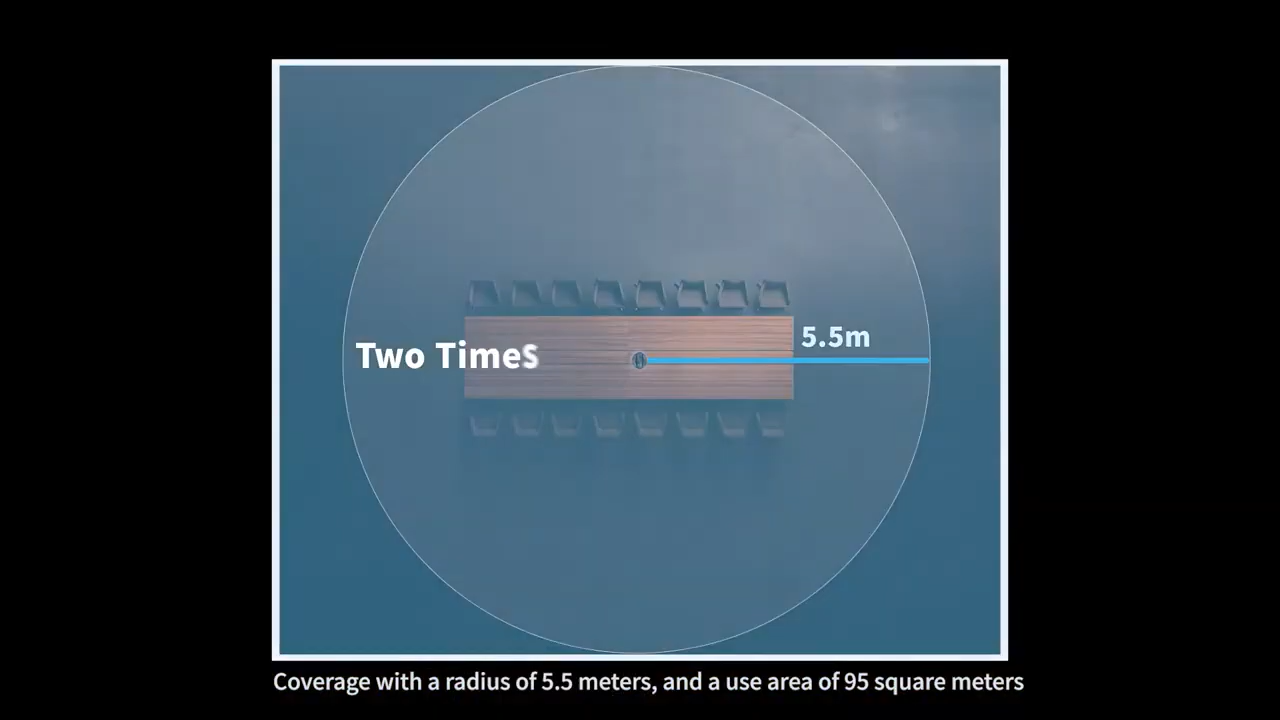 5.5m
Two Times
Coverage with a radius of 5.5 meters, and a use area of 95 square meters